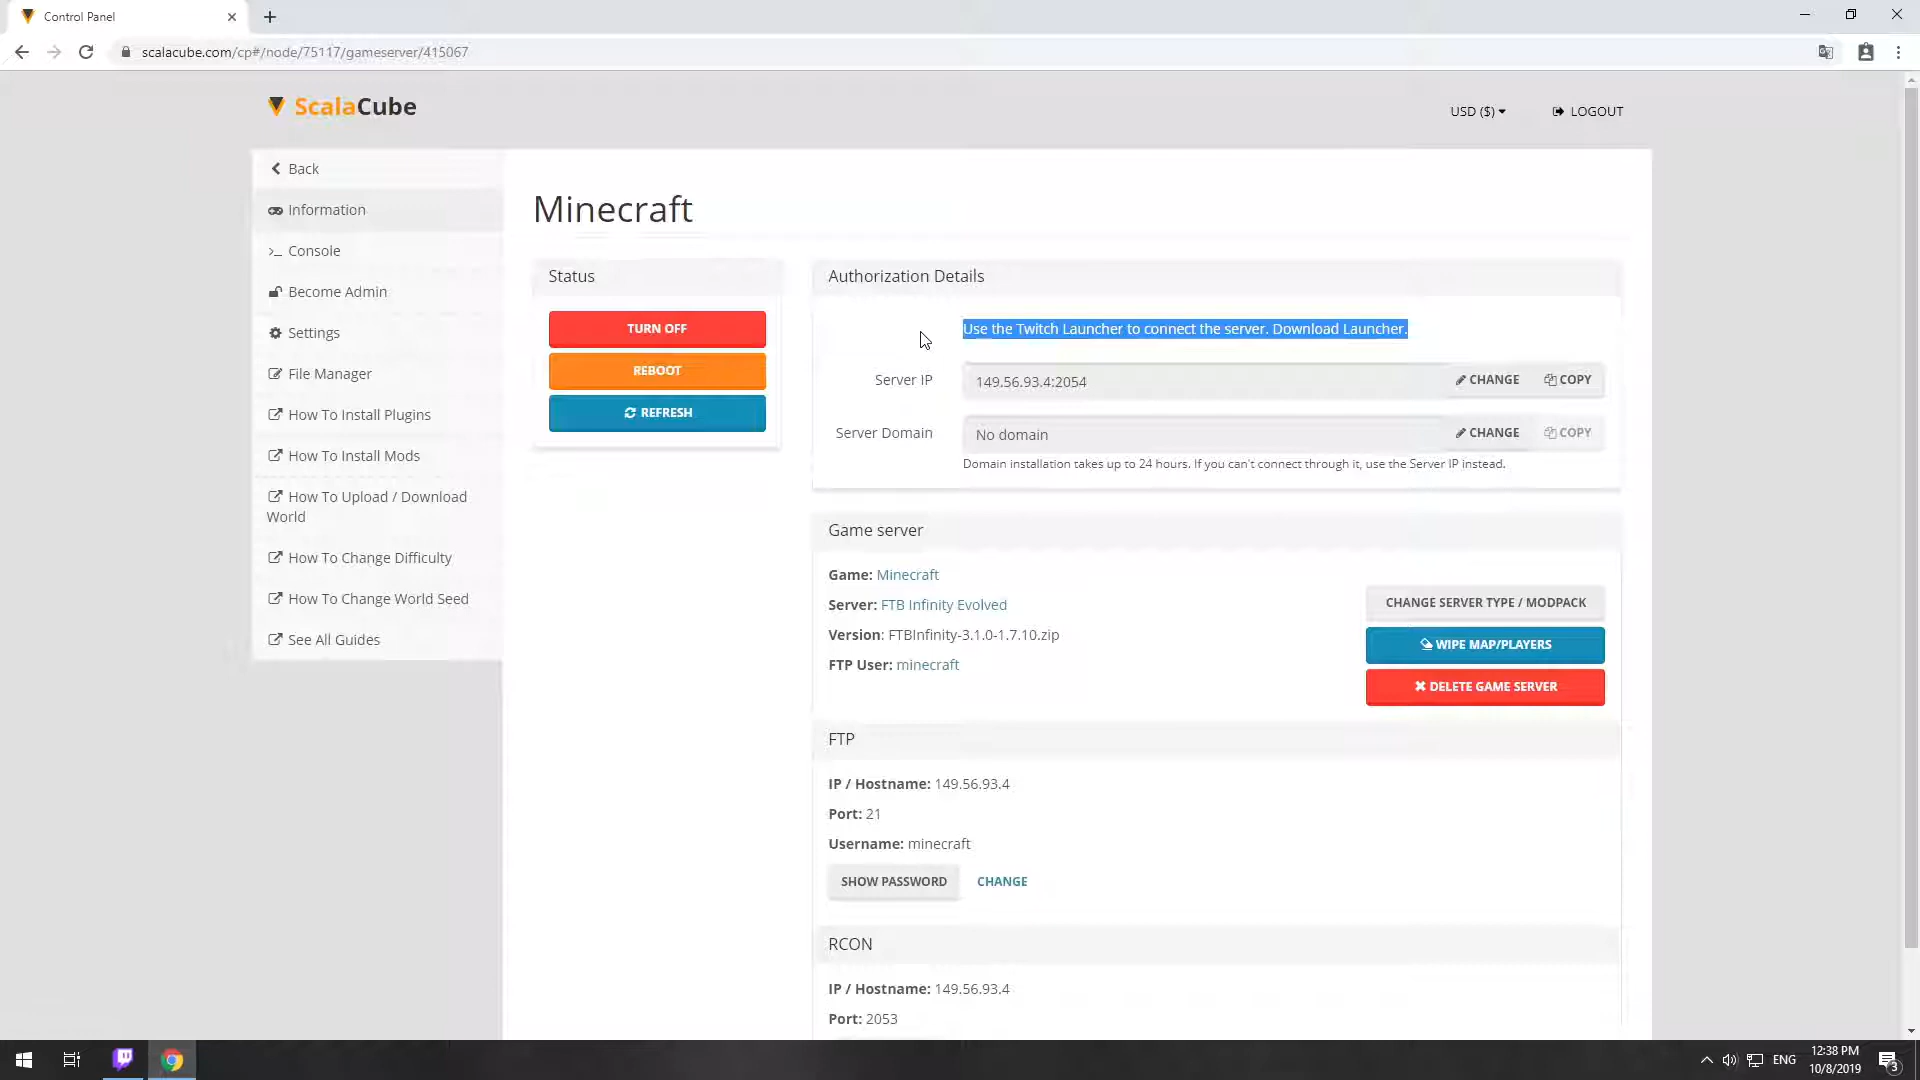 Control Panel
scalacube.com/cp#/node/75117/gameserver/415067
ScalaCube
USD ($)
LOGOUT
Back
Information
Console
Become Admin
Settings
File Manager
How To Install Plugins
How To Install Mods
How To Upload / Download
World
How To Change Difficulty
How To Change World Seed
See All Guides
Minecraft
Status
TURN OFF
REBOOT
REFRESH
Authorization Details
Use the Twitch Launcher to connect the server. Download Launcher.
Server IP
149.56.93.4:2054
CHANGE
COPY
Server Domain
No domain
CHANGE
COPY
Domain installation takes up to 24 hours. If you can't connect through it, use the Server IP instead.
Game server
Game: Minecraft
Server: FTB Infinity Evolved
Version: FTBInfinity-3.1.0-1.7.10.zip
FTP User: minecraft
CHANGE SERVER TYPE / MODPACK
WIPE MAP/PLAYERS
DELETE GAME SERVER
FTP
IP / Hostname: 149.56.93.4
Port: 21
Username: minecraft
SHOW PASSWORD
CHANGE
RCON
IP / Hostname: 149.56.93.4
Port: 2053
ENG
12:38 PM
10/8/2019
3